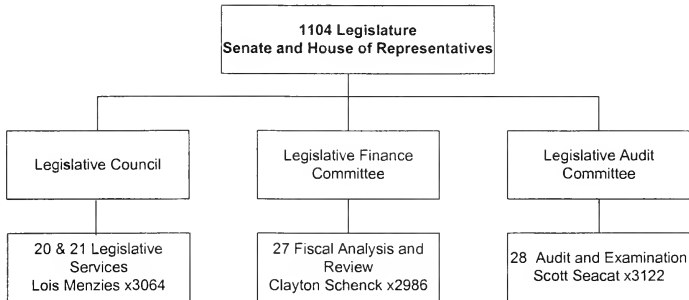 1104 Legislature
Senate and House of Representatives
Legislative Council
Legislative Finance
Committee
Legislative Audit
Committee
20 & 21 Legislative
Services
Lois Menzies x3064
27 Fiscal Analysis and
Review
Clayton Schenck x2986
28 Audit and Examination
Scott Seacat x3122